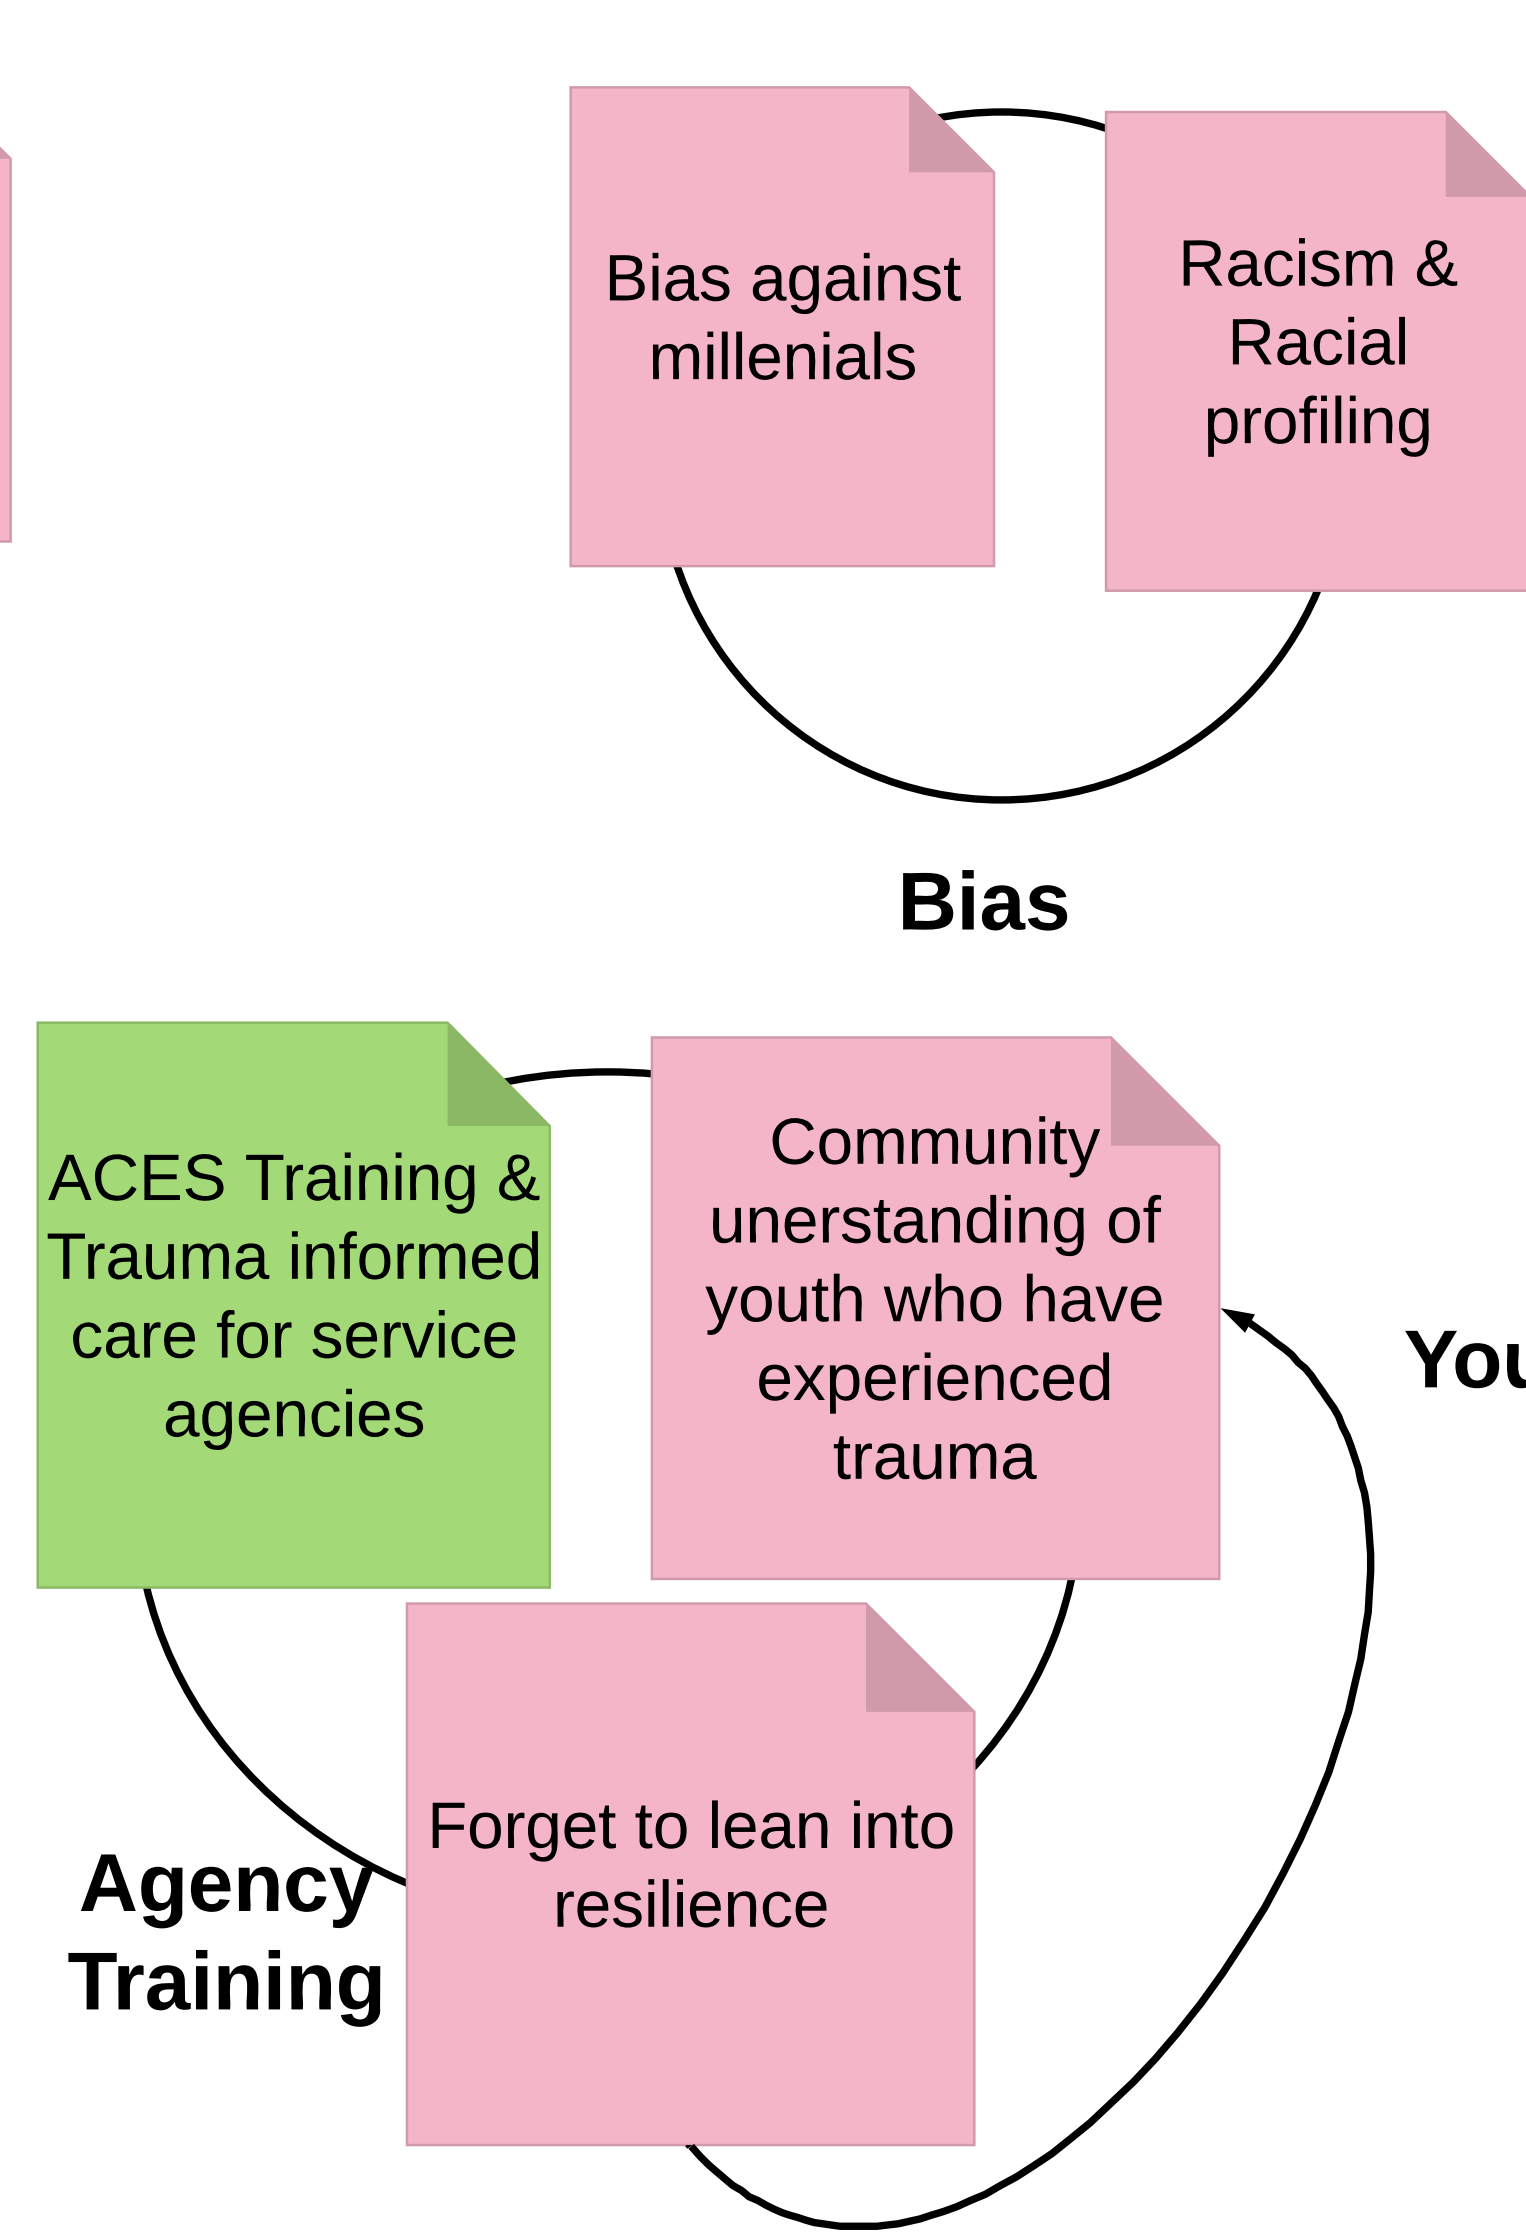 Bias against
millenials
Racism &
Racial
profiling
Bias
ACES Training &
Trauma informed
care for service
agencies
Community
unerstanding of
youth who have
experienced
trauma
You
Forget to lean into
resilience
Agency
Training